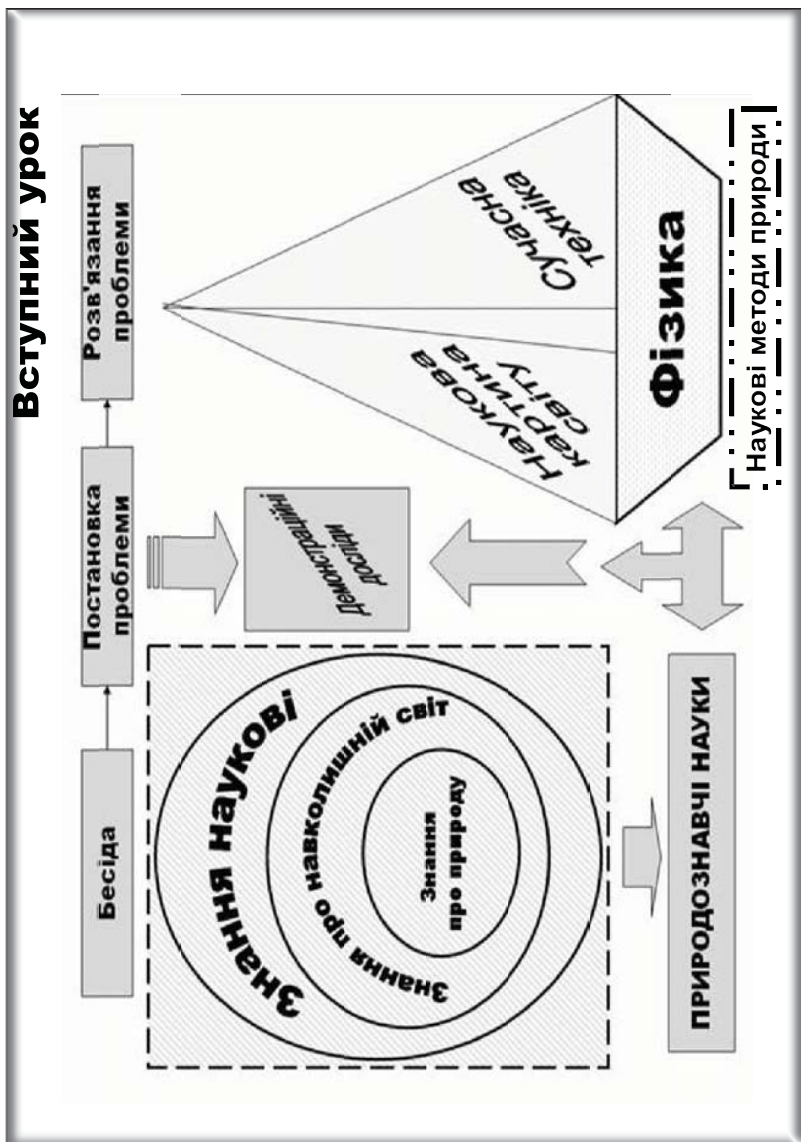 Вступний урок
Бесіда
Постановка
проблеми
Розв'язання
проблеми
Знання наукові
Знання про навколишній світ
Знання
про природу
Демонстраційні
досліди
Наукова
картина
світу
Сучасна
техніка
Фізика
ПРИРОДОЗНАВЧІ НАУКИ
Наукові методи природи